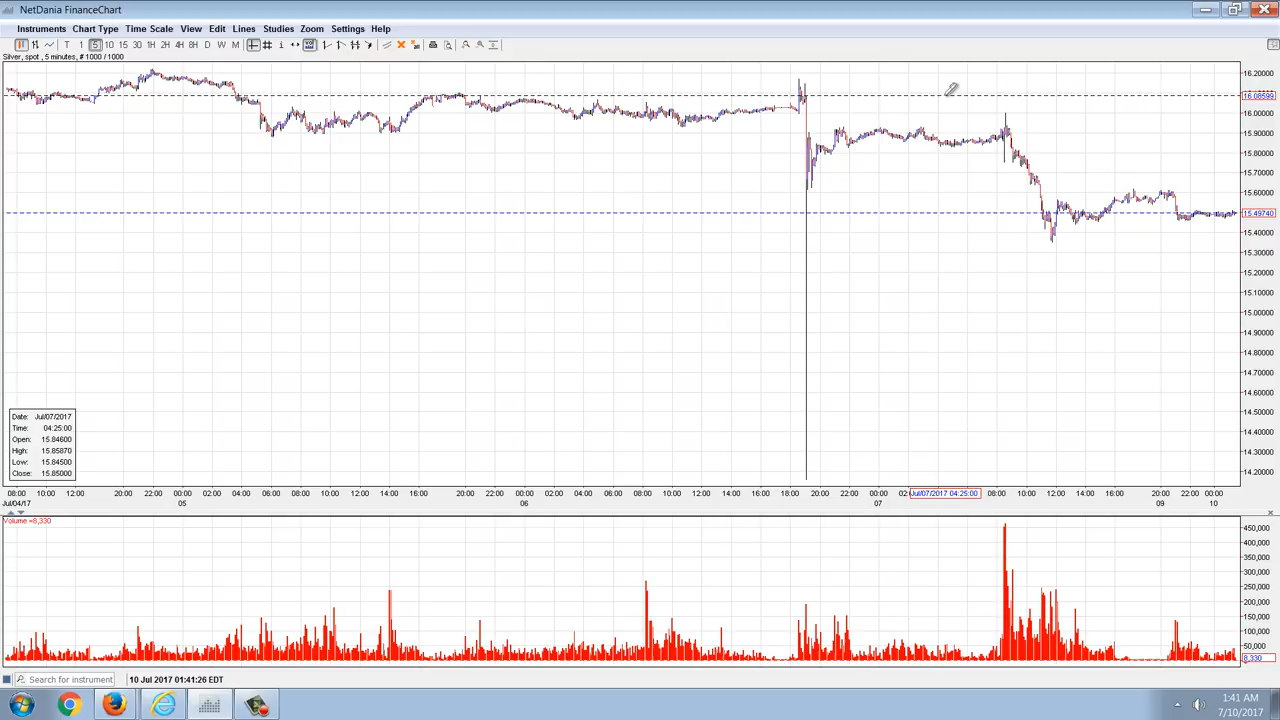 NetDania FinanceChart
Instruments Chart Type Time Scale View Edit Lines Studies Zoom Settings Help
T 1 5 10 15 30 1H 2H 4H 8H D W M
Silver, spot , 5 minutes, # 1000 / 1000
16.20000
16.08599
16.00000
15.90000
15.80000
15.70000
15.60000
15.49740
15.40000
15.30000
15.20000
15.10000
15.00000
14.90000
14.80000
14.70000
14.60000
14.50000
14.40000
14.30000
14.20000
Date: Jul/07/2017
Time: 04:25:00
Open: 15.84600
High: 15.85870
Low: 15.84500
Close: 15.85000
08:00 10:00 12:00 20:00 22:00 00:00 02:00 04:00 06:00 08:00 10:00 12:00 14:00 16:00 18:00 20:00 22:00 00:00 02:00 04:00 06:00 08:00 10:00 12:00 14:00 16:00 18:00 20:00 22:00 00:00 Jul/07/2017 04:25:00 08:00 10:00 12:00 14:00 16:00 20:00 22:00 00:00
Jul/04/17 05 06 07 09 10
Volume =8,330
450,000
400,000
350,000
300,000
250,000
200,000
150,000
100,000
50,000
8,330
Search for instrument 10 Jul 2017 01:41:26 EDT
1:41 AM
7/10/2017